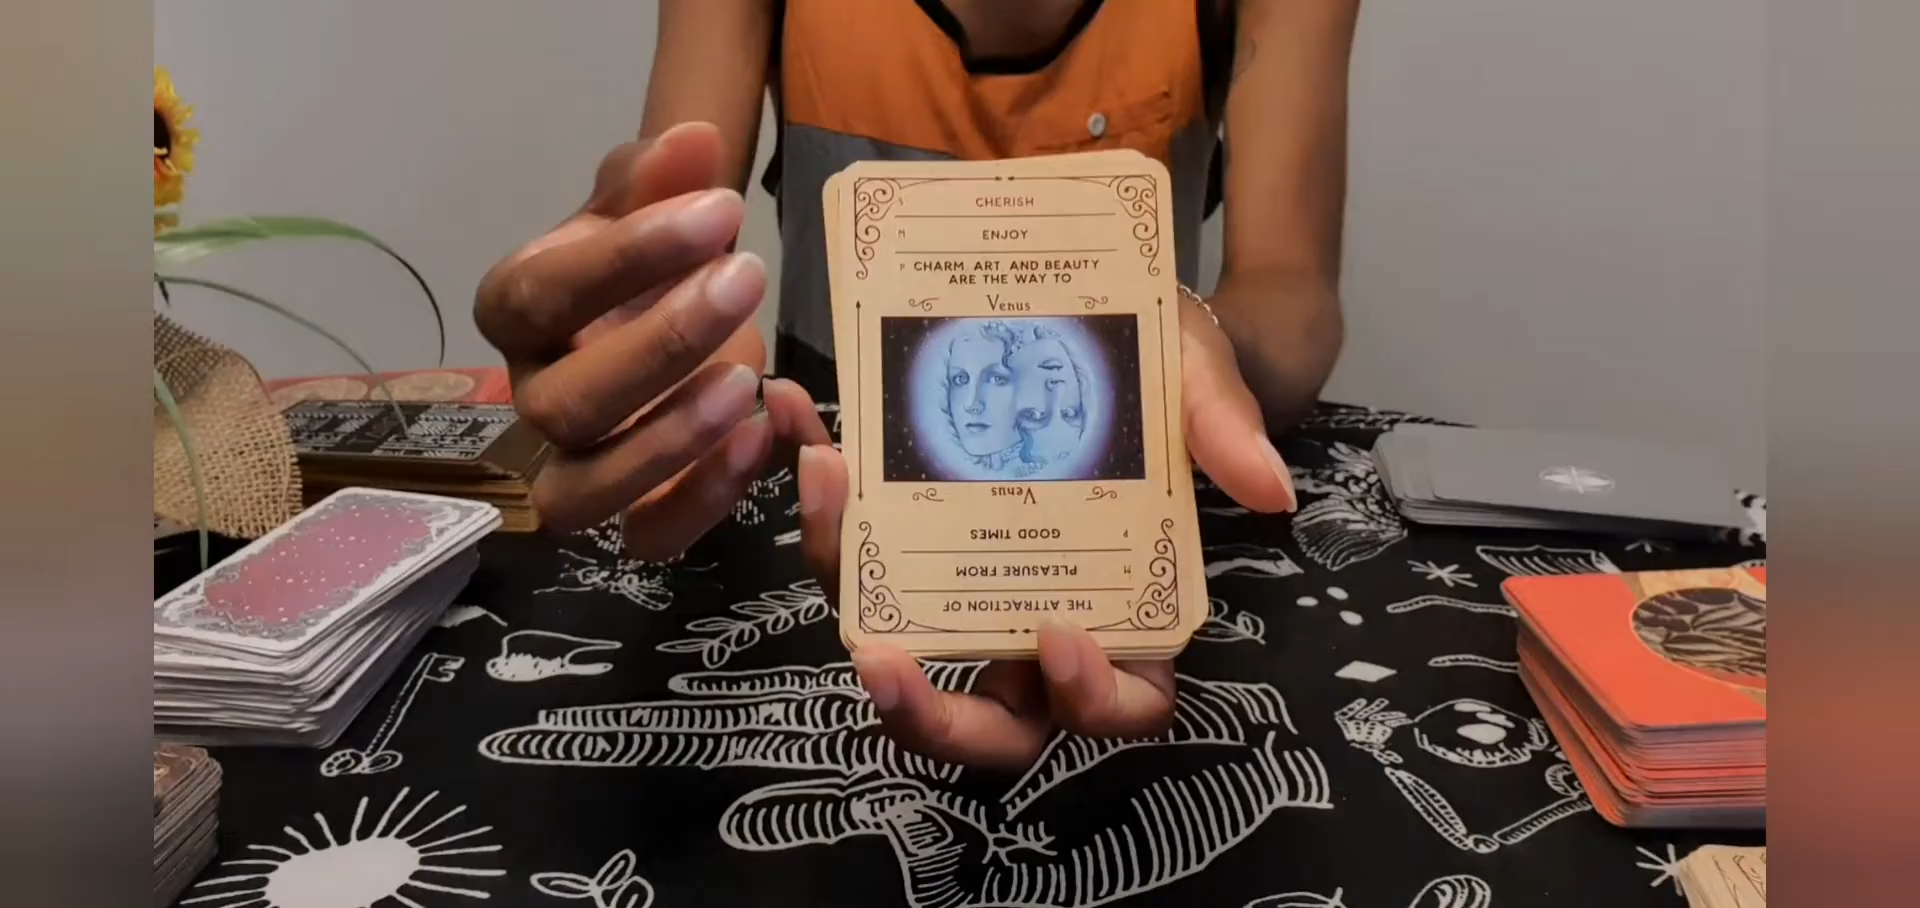 CHERISH
S
ENJOY
M
P CHARM, ART, AND BEAUTY
ARE THE WAY TO
Venus
Venus
GOOD TIMES
P
PLEASURE FROM
M
THE ATTRACTION OF
S